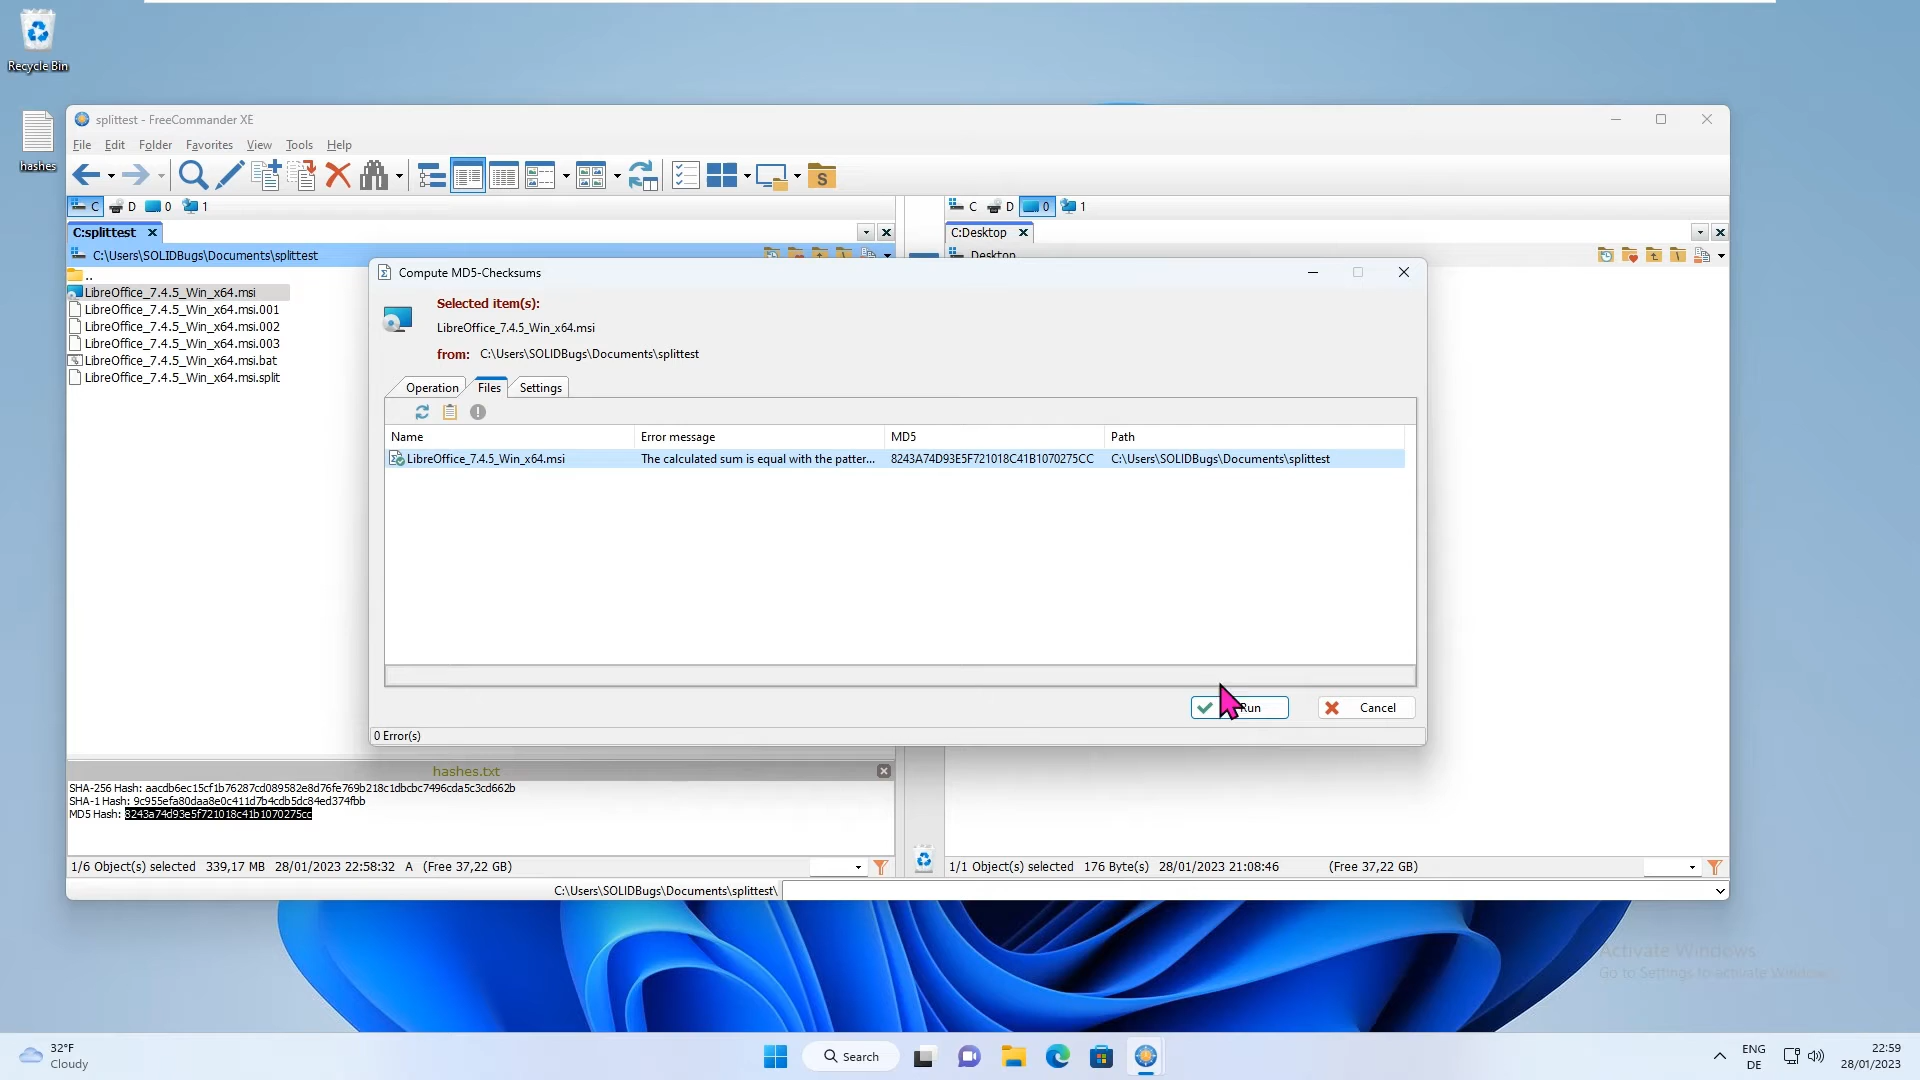 Recycle Bin
hashes
splittest - FreeCommander XE
File Edit Folder Favorites View Tools Help
S
C D 0 1
C D 0 1
C:splittest
C:Desktop
C:\Users\SOLIDBugs\Documents\splittest
Desktop
..
LibreOffice_7.4.5_Win_x64.msi
LibreOffice_7.4.5_Win_x64.msi.001
LibreOffice_7.4.5_Win_x64.msi.002
LibreOffice_7.4.5_Win_x64.msi.003
LibreOffice_7.4.5_Win_x64.msi.bat
LibreOffice_7.4.5_Win_x64.msi.split
Compute MD5-Checksums
Selected item(s):
LibreOffice_7.4.5_Win_x64.msi
from: C:\Users\SOLIDBugs\Documents\splittest
Operation Files Settings
Name Error message MD5 Path
LibreOffice_7.4.5_Win_x64.msi The calculated sum is equal with the patter... 8243A74D93E5F721018C41B1070275CC C:\Users\SOLIDBugs\Documents\splittest
Run Cancel
0 Error(s)
hashes.txt
SHA-256 Hash: aacdb6ec15cf1b76287cd089582e8d76fe769b218c1dbcbc7496cda5c3cd662b
SHA-1 Hash: 9c955efa80daa8e0c411d7b4cdb5dc84ed374fbb
MD5 Hash: 8243a74d93e5f721018c41b1070275cc
1/6 Object(s) selected 339,17 MB 28/01/2023 22:58:32 A (Free 37,22 GB)
1/1 Object(s) selected 176 Byte(s) 28/01/2023 21:08:46 (Free 37,22 GB)
C:\Users\SOLIDBugs\Documents\splittest\
Activate Windows
Go to Settings to activate Windows.
32°F
Cloudy
Search
ENG
DE
22:59
28/01/2023